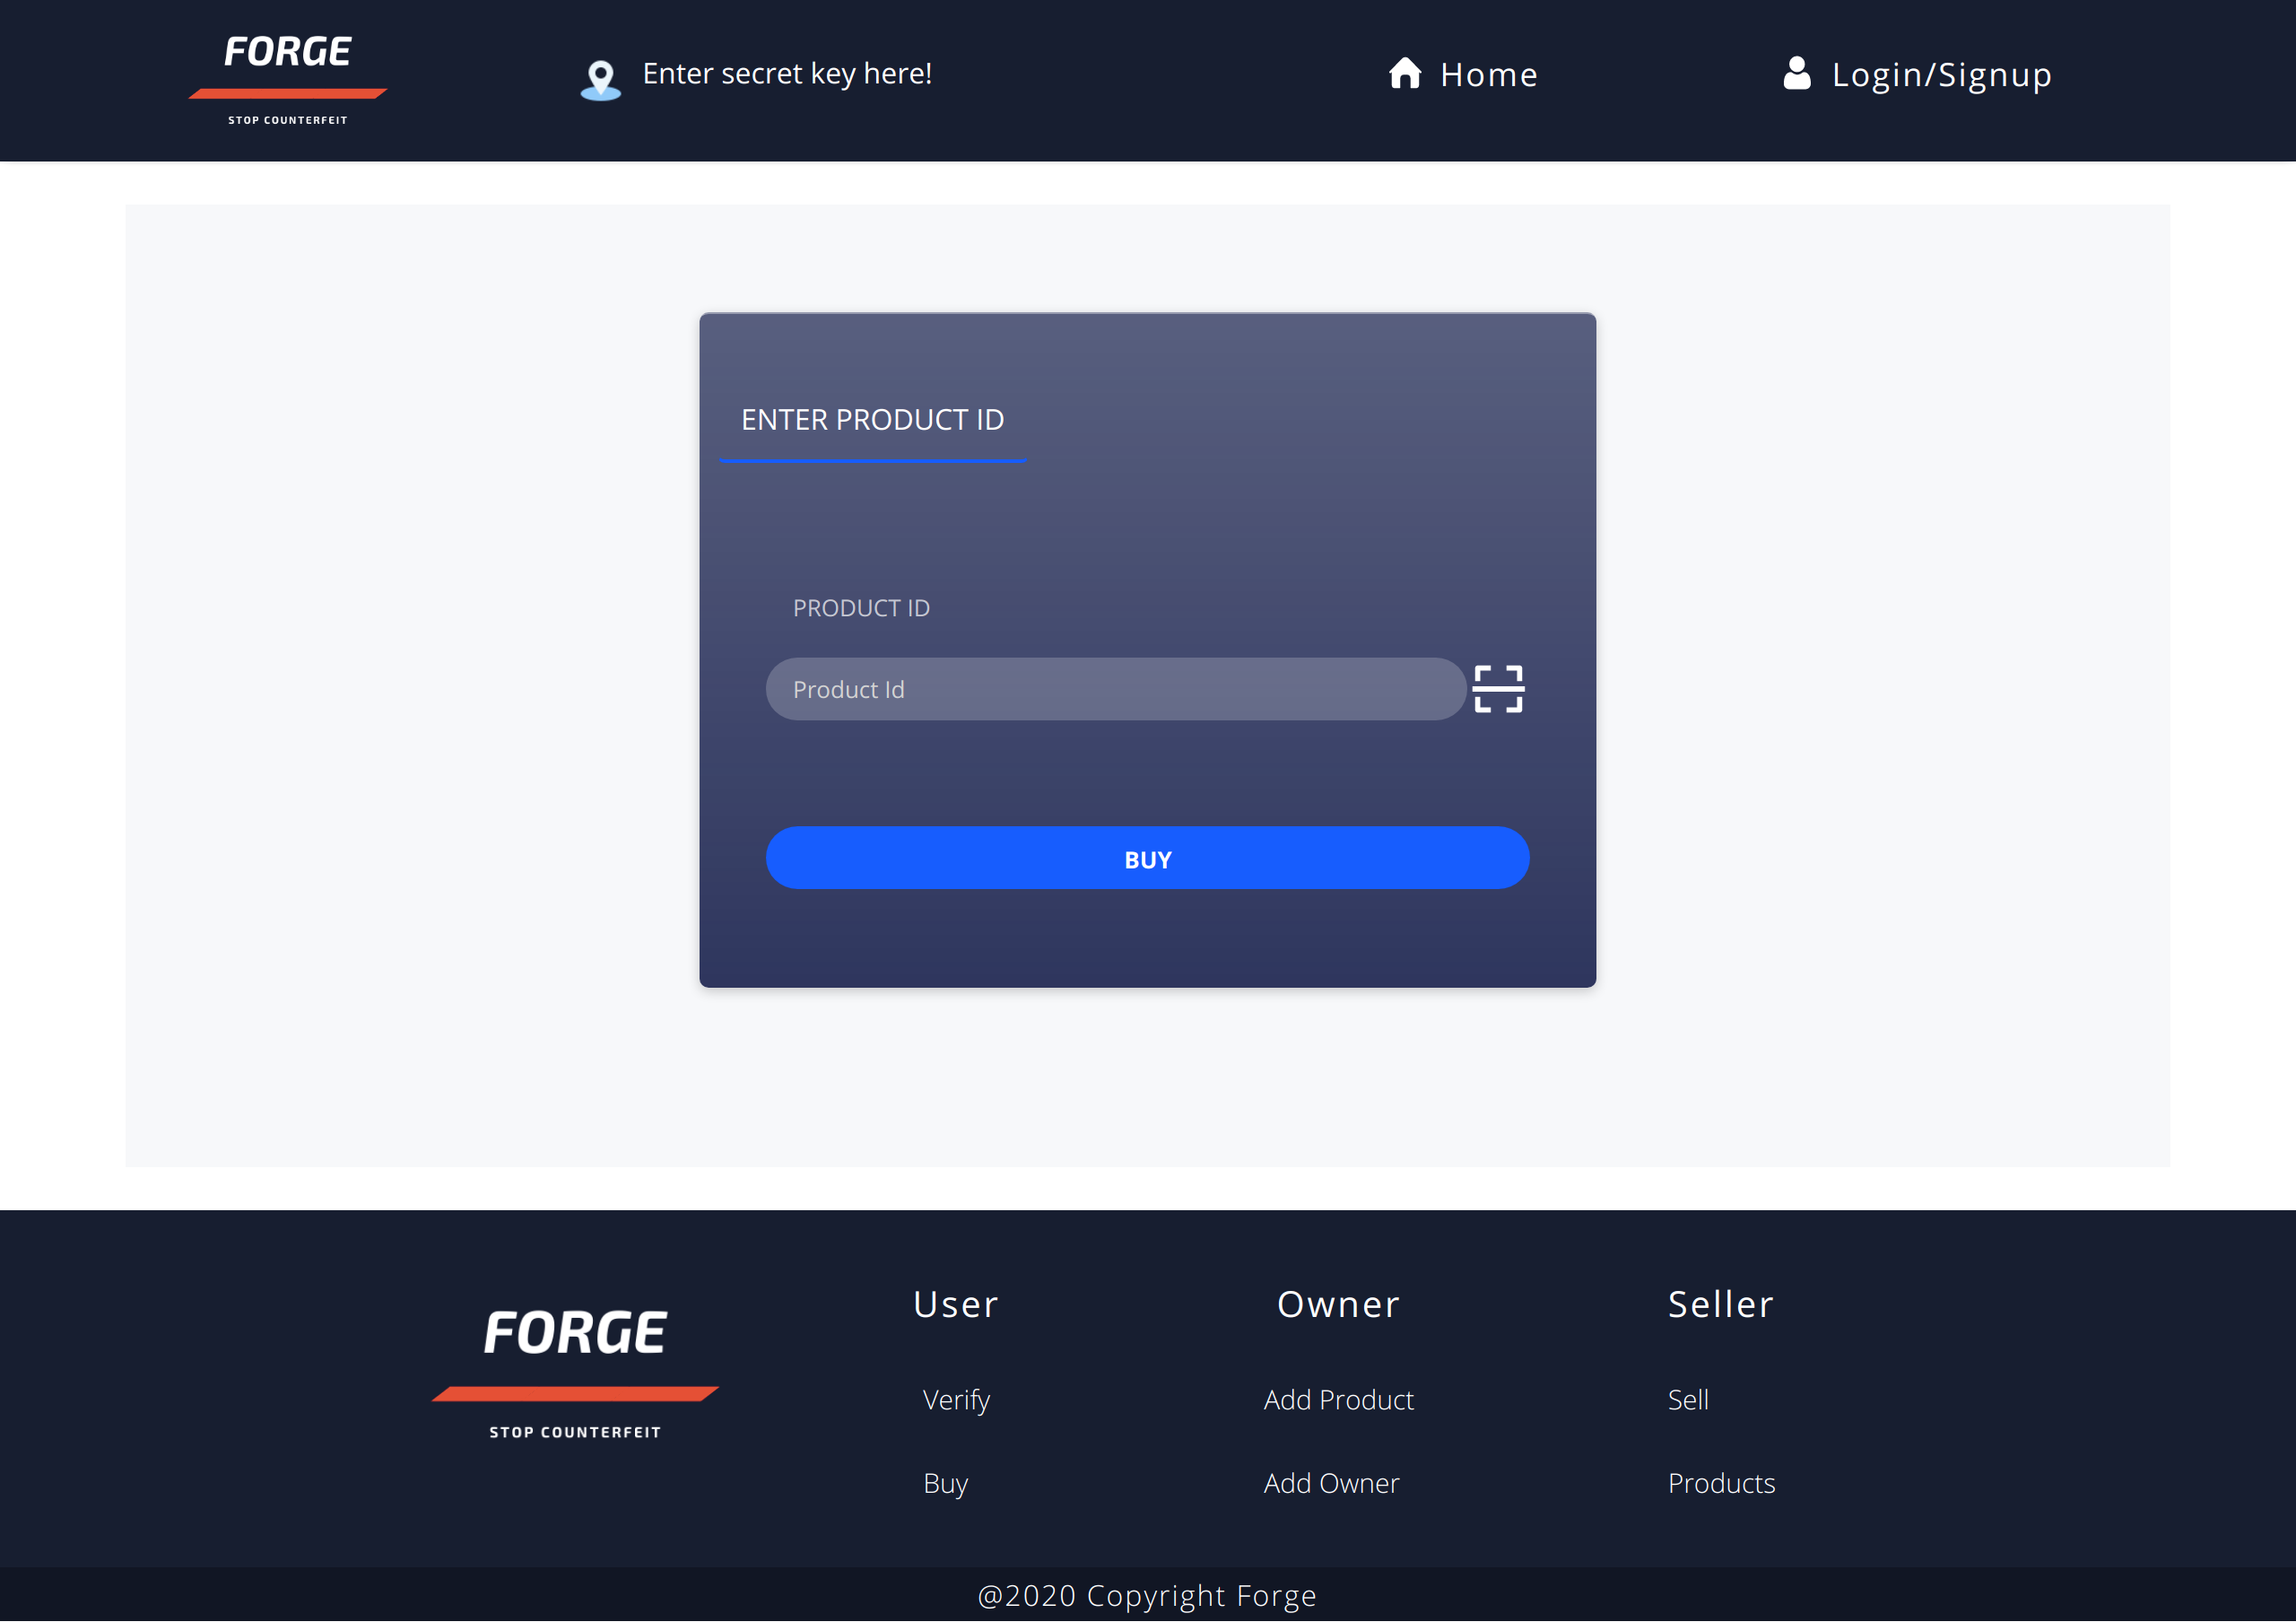 FORGE
STOP COUNTERFEIT
Enter secret key here!
Home
Login/Signup
ENTER PRODUCT ID
PRODUCT ID
Product Id
BUY
FORGE
STOP COUNTERFEIT
User
Verify
Buy
Owner
Add Product
Add Owner
Seller
Sell
Products
@2020 Copyright Forge